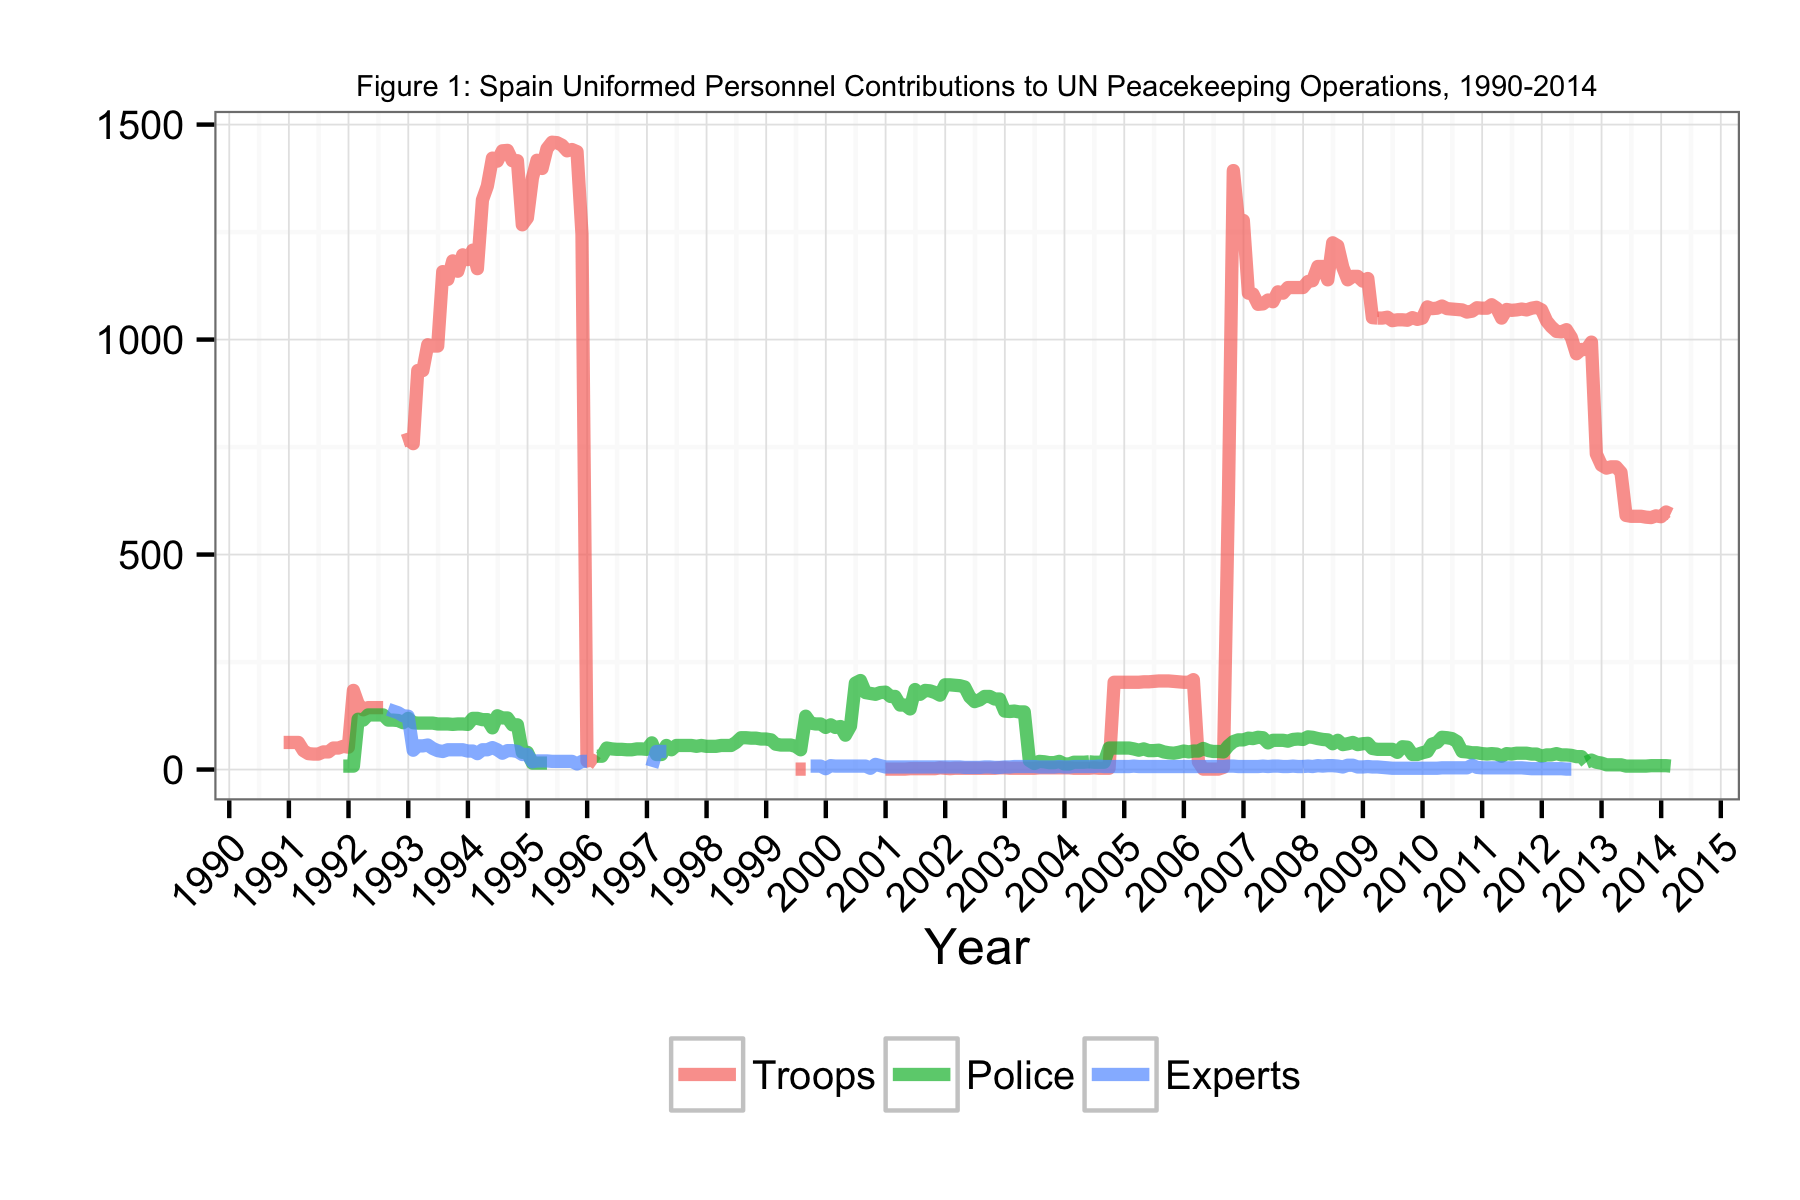 Figure 1: Spain Uniformed Personnel Contributions to UN Peacekeeping Operations, 1990-2014
1500
1000
500
0
1990 1991 1992 1993 1994 1995 1996 1997 1998 1999 2000 2001 2002 2003 2004 2005 2006 2007 2008 2009 2010 2011 2012 2013 2014 2015
Year
Troops Police Experts